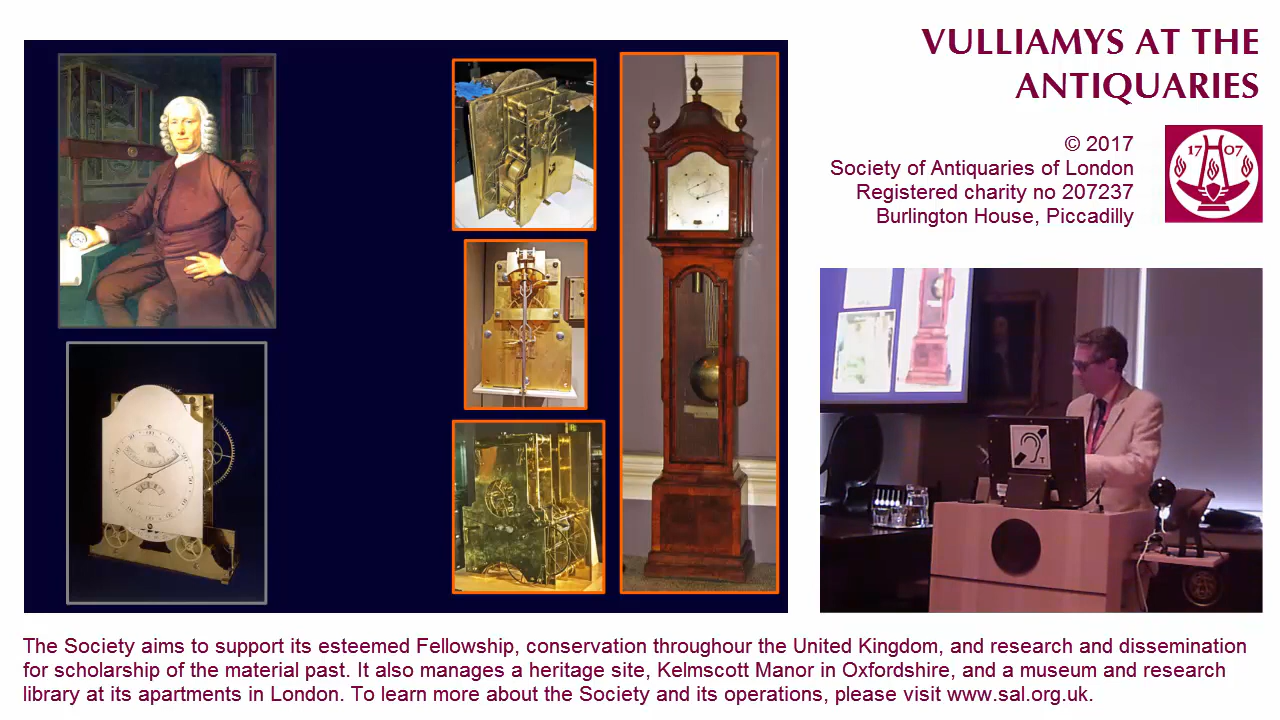 VULLIAMYS AT THE
ANTIQUARIES
© 2017
Society of Antiquaries of London
Registered charity no 207237
Burlington House, Piccadilly
17 07
T
The Society aims to support its esteemed Fellowship, conservation throughour the United Kingdom, and research and dissemination
for scholarship of the material past. It also manages a heritage site, Kelmscott Manor in Oxfordshire, and a museum and research
library at its apartments in London. To learn more about the Society and its operations, please visit www.sal.org.uk.